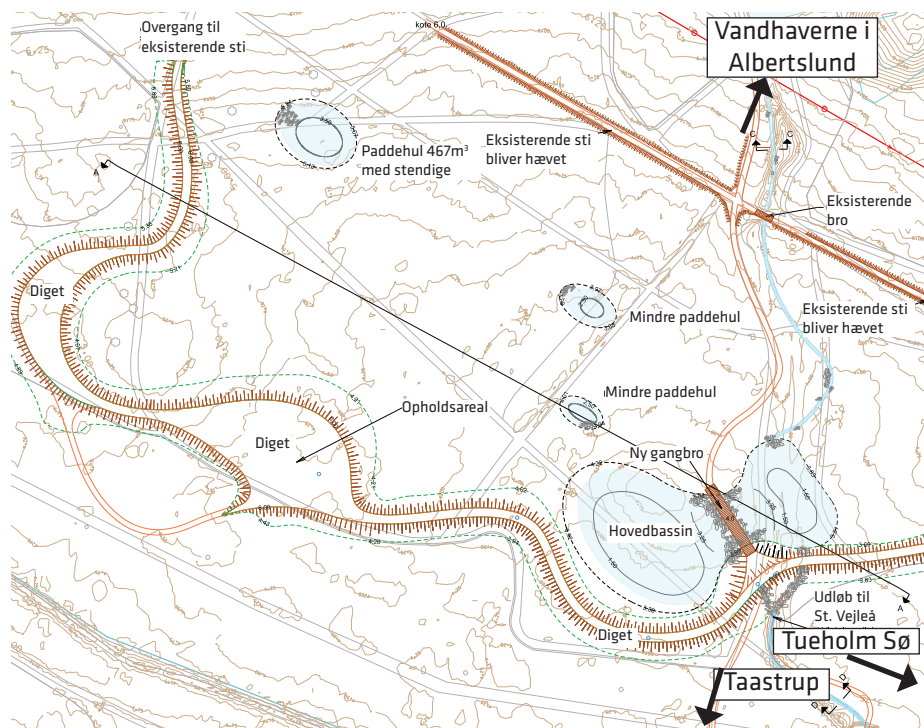 Overgang til
eksisterende sti
kote 6,0
Vandhaverne i
Albertslund
Paddehul 467m³
med stendige
Eksisterende sti
bliver hævet
C
C
A
Eksisterende
bro
Diget
Mindre paddehul
Eksisterende sti
bliver hævet
Mindre paddehul
Opholdsareal
Diget
Ny gangbro
Hovedbassin
Udløb til
St. Vejleå
A
Diget
Tueholm Sø
Taastrup
D
D